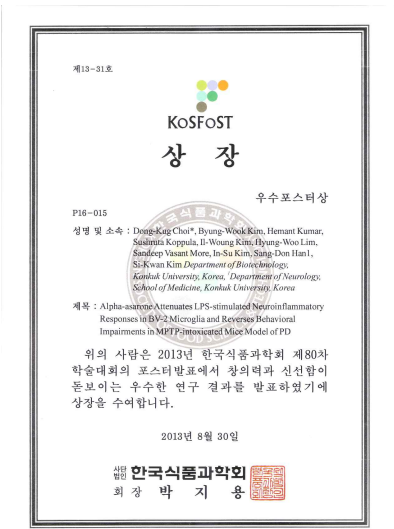 제13-31호
KOSFOST
상 장
우수포스터상
P16-015
성명 및 소속 : Dong-Kug Choi*, Byung-Wook Kim, Hemant Kumar,
Sushruta Koppula, Il-Woung Kim, Hyung-Woo Lim,
Sandeep Vasant More, In-Su Kim, Sang-Don Han1,
Si-Kwan Kim Department of Biotechnology,
Konkuk University, Korea, ¹Department of Neurology,
School of Medicine, Konkuk University, Korea
제목 : Alpha-asarone Attenuates LPS-stimulated Neuroinflammatory
Responses in BV-2 Microglia and Reverses Behavioral
Impairments in MPTP-intoxicated Mice Model of PD
위의 사람은 2013년 한국식품과학회 제80차
학술대회의 포스터발표에서 창의력과 신선함이
돋보이는 우수한 연구 결과를 발표하였기에
상장을 수여합니다.
2013년 8월 30일
사단법인 한국식품과학회
회 장 박 지 용